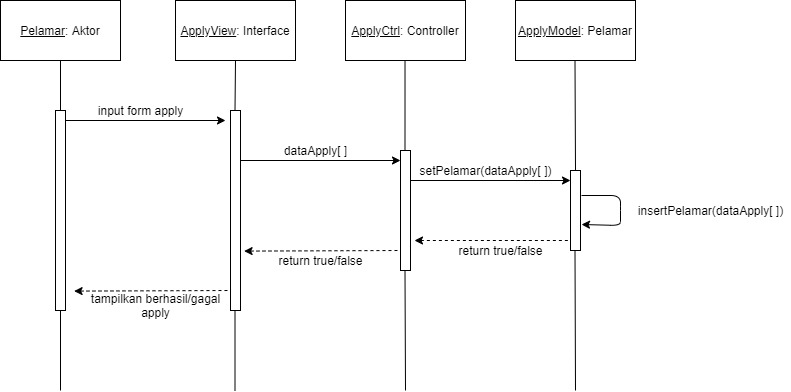 Pelamar: Aktor
ApplyView: Interface
ApplyCtrl: Controller
ApplyModel: Pelamar
input form apply
dataApply[ ]
setPelamar(dataApply[ ])
insertPelamar(dataApply[ ])
return true/false
return true/false
tampilkan berhasil/gagal
apply